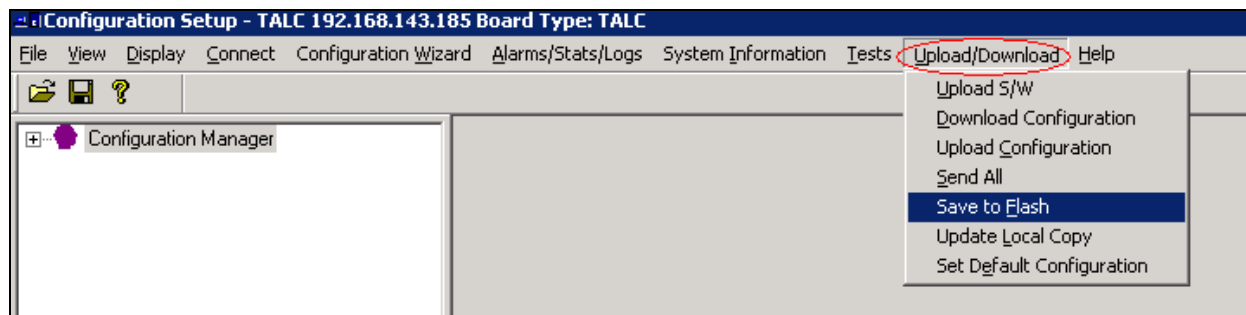 Configuration Setup - TALC 192.168.143.185 Board Type: TALC
File View Display Connect Configuration Wizard Alarms/Stats/Logs System Information Tests Upload/Download Help
Upload S/W
Download Configuration
Configuration Manager
Upload Configuration
Send All
Save to Flash
Update Local Copy
Set Default Configuration